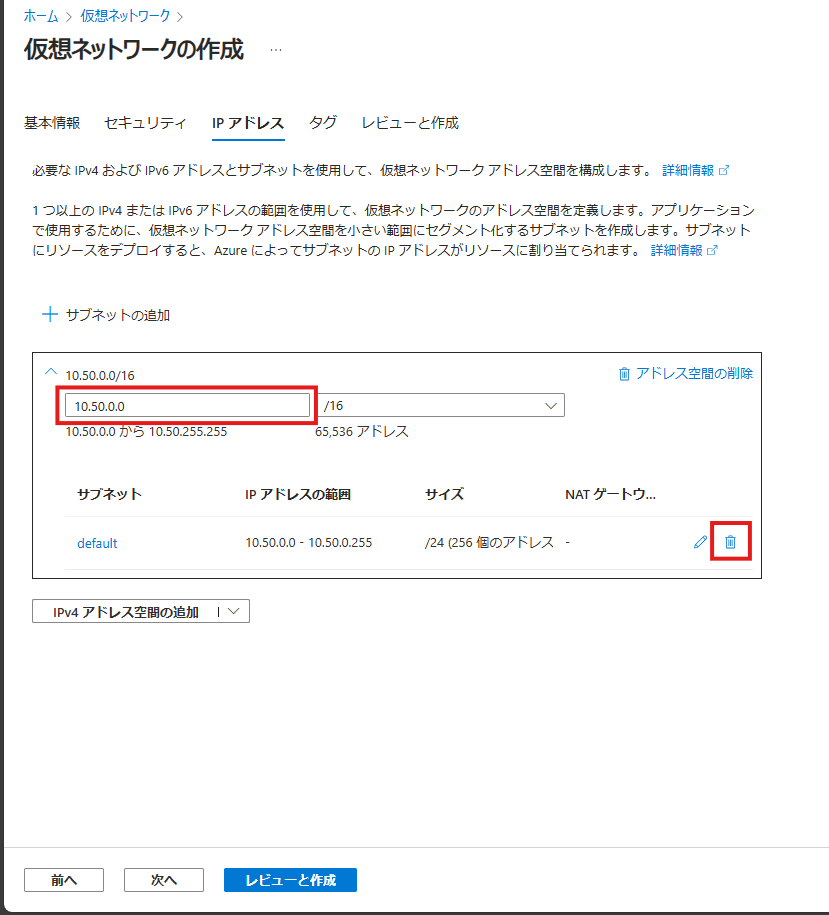 ホーム > 仮想ネットワーク >
仮想ネットワークの作成 …
基本情報 セキュリティ IP アドレス タグ レビューと作成
必要な IPv4 および IPv6 アドレスとサブネットを使用して、仮想ネットワーク アドレス空間を構成します。 詳細情報
1 つ以上の IPv4 または IPv6 アドレスの範囲を使用して、仮想ネットワークのアドレス空間を定義します。アプリケーション
で使用するために、仮想ネットワーク アドレス空間を小さい範囲にセグメント化するサブネットを作成します。サブネット
にリソースをデプロイすると、Azure によってサブネットの IP アドレスがリソースに割り当てられます。 詳細情報
サブネットの追加
10.50.0.0/16 アドレス空間の削除
10.50.0.0 /16
10.50.0.0 から 10.50.255.255 65,536 アドレス
サブネット IP アドレスの範囲 サイズ NAT ゲートウ...
default 10.50.0.0 - 10.50.0.255 /24 (256 個のアドレス -
IPv4 アドレス空間の追加
前へ 次へ レビューと作成